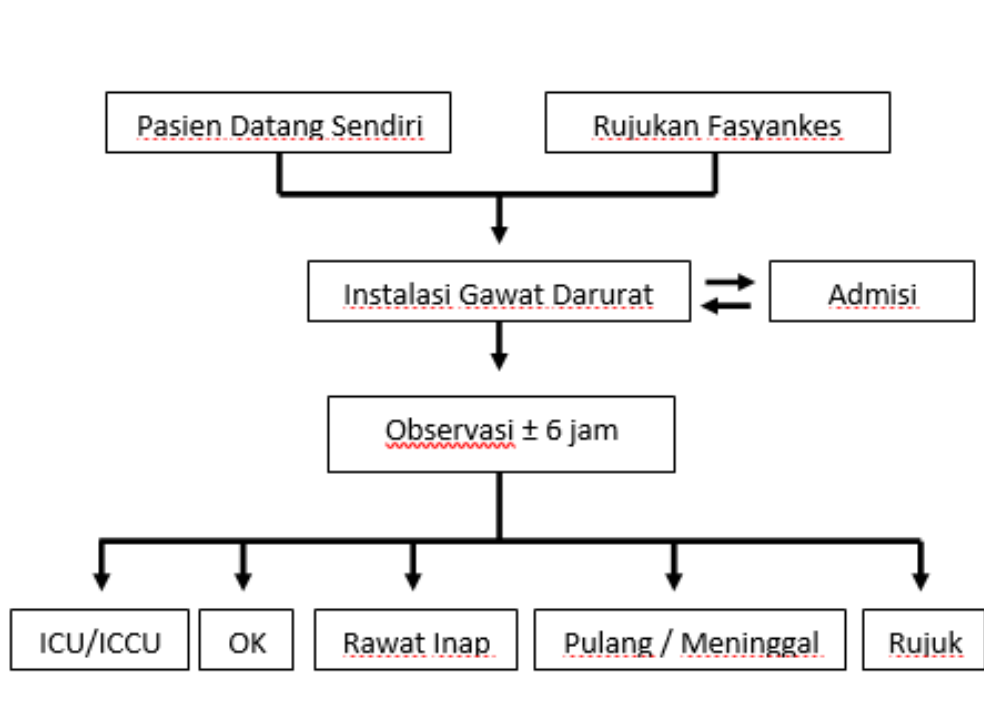 Pasien Datang Sendiri
Rujukan Fasyankes
Instalasi Gawat Darurat
Admisi
Observasi ± 6 jam
ICU/ICCU
OK
Rawat Inap
Pulang / Meninggal
Rujuk